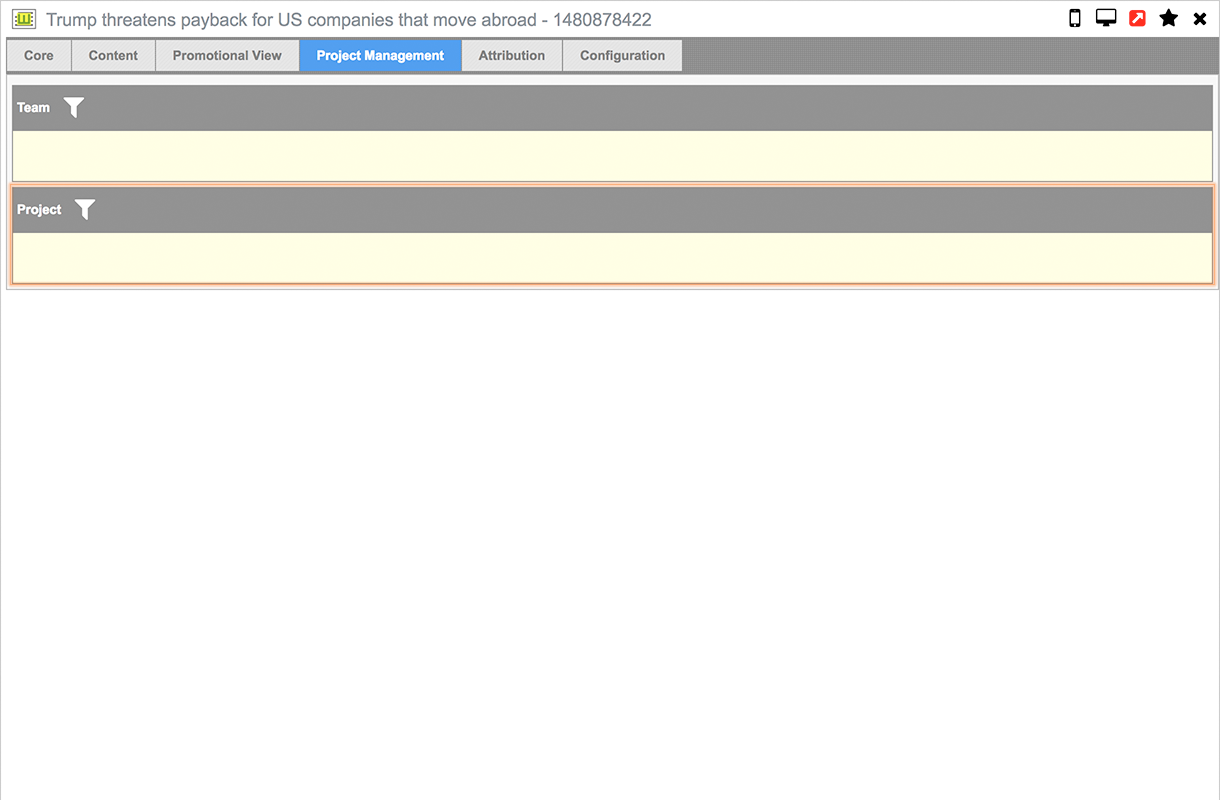 Trump threatens payback for US companies that move abroad - 1480878422
Core Content Promotional View Project Management Attribution Configuration
Team
Project